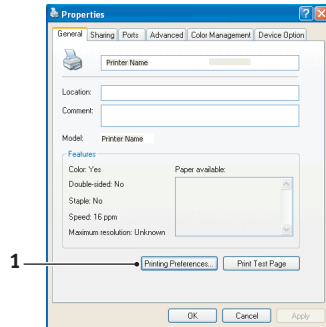 Properties
General Sharing Ports Advanced Color Management Device Option
Printer Name
Location:
Comment:
Model: Printer Name
Features
Color: Yes Paper available:
Double-sided: No
Staple: No
Speed: 16 ppm
Maximum resolution: Unknown
1
Printing Preferences... Print Test Page
OK Cancel Apply